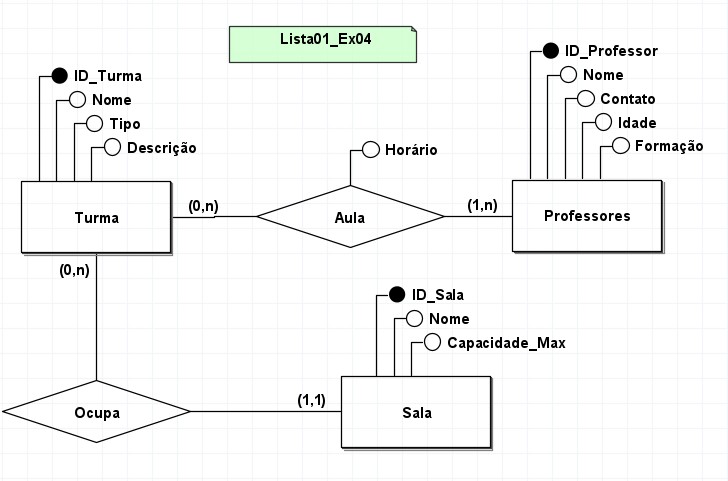 Lista01_Ex04
ID_Turma
Nome
Tipo
Descrição
Turma
(0,n)
Horário
Aula
(1,n)
ID_Professor
Nome
Contato
Idade
Formação
Professores
(0,n)
Ocupa
(1,1)
ID_Sala
Nome
Capacidade_Max
Sala